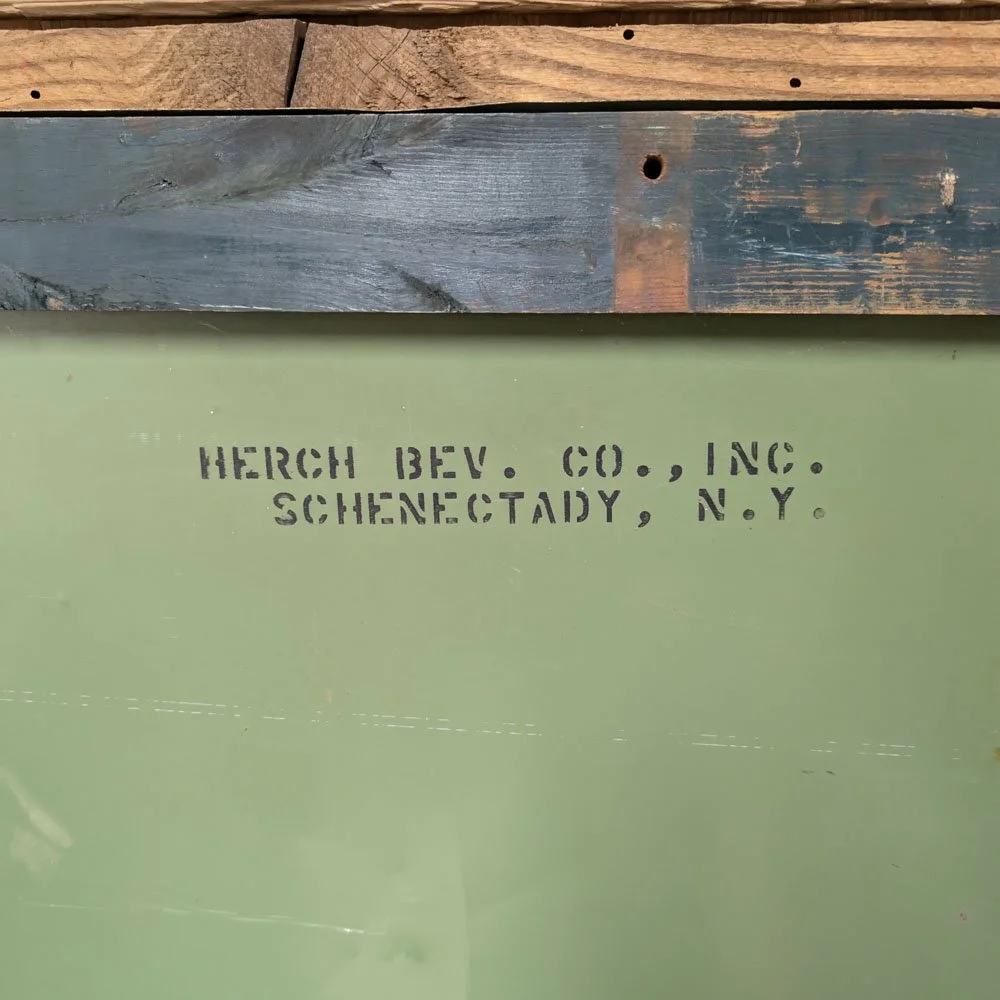 HERCH BEV. CO., INC.
SCHENECTADY, N.Y.